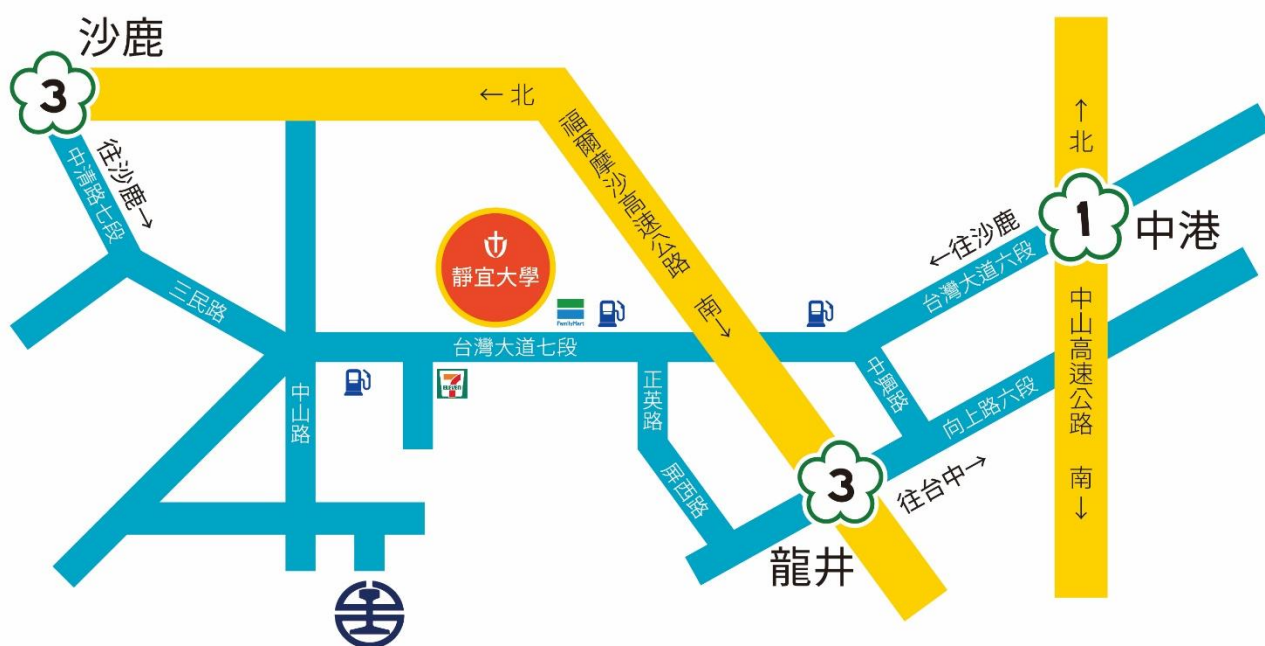 沙鹿
3
←北
福爾摩沙高速公路
南→
↑北
1
中港
中山高速公路
南↓
往沙鹿→
中清路七段
三民路
靜宜大學
FamilyMart
←往沙鹿
台灣大道六段
台灣大道七段
中山路
7
ELEVEN
正英路
屏西路
中興路
向上路六段
往台中→
3
龍井